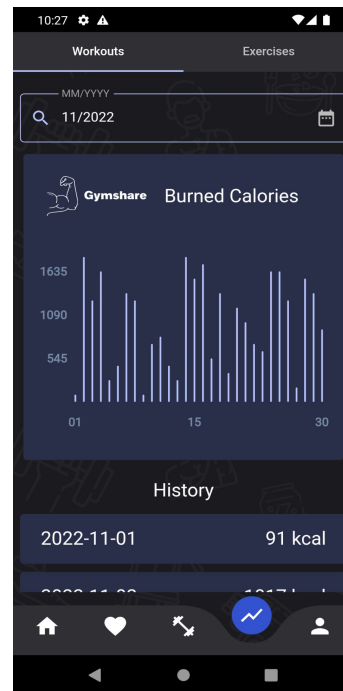 10:27
Workouts Exercises
MM/YYYY
11/2022
Gymshare Burned Calories
1635
1090
545
01 15 30
History
2022-11-01 91 kcal